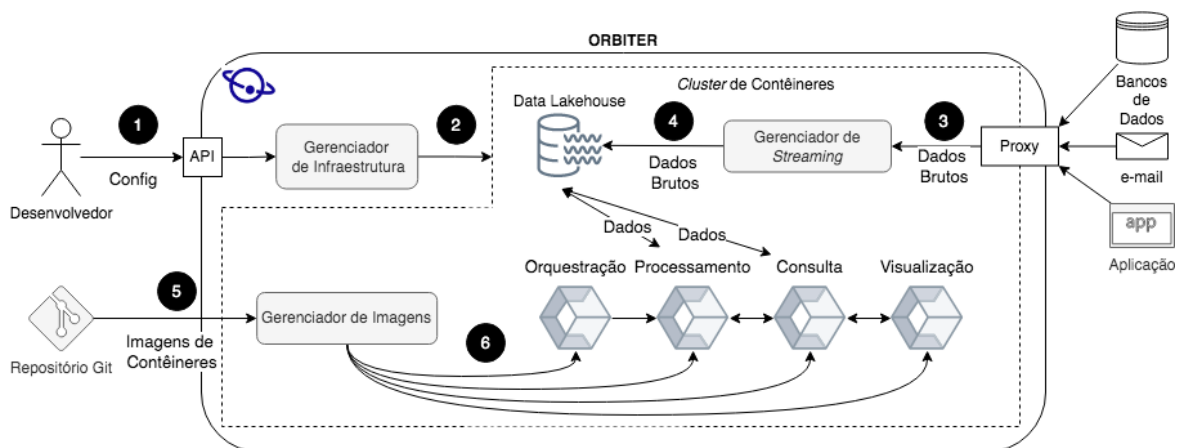 ORBITER
Cluster de Contêineres
Bancos
de
Dados
Data Lakehouse
1
2
4
3
API
Gerenciador
de Infraestrutura
Gerenciador de
Streaming
Proxy
Config
Dados
Brutos
Dados
Brutos
e-mail
Desenvolvedor
app
Aplicação
Dados
Dados
Orquestração
Processamento
Consulta
Visualização
5
Gerenciador de Imagens
6
Imagens de
Contêineres
Repositório Git